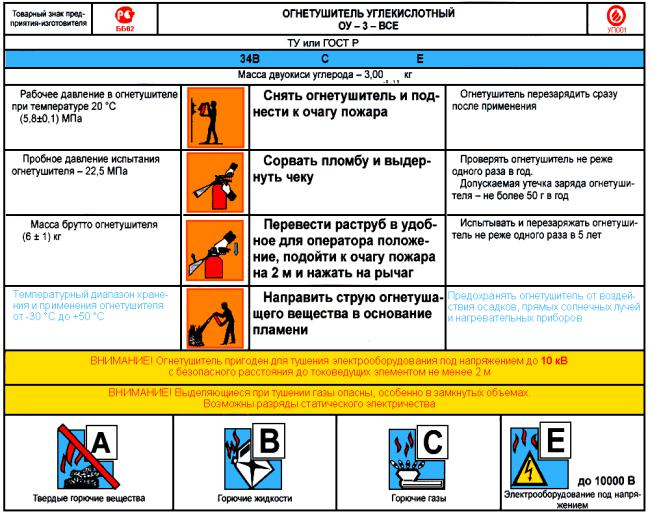 Товарный знак пред-
приятия-изготовителя
РС
ББ02
ОГНЕТУШИТЕЛЬ УГЛЕКИСЛОТНЫЙ
ОУ – 3 – ВСЕ
УП001
ТУ или ГОСТ Р
34В С Е
Масса двуокиси углерода – 3,00 кг
Рабочее давление в огнетушителе
при температуре 20 °С
(5,8±0,1) МПа
Снять огнетушитель и под-
нести к очагу пожара
Огнетушитель перезарядить сразу
после применения
Пробное давление испытания
огнетушителя – 22,5 МПа
Сорвать пломбу и выдер-
нуть чеку
Проверять огнетушитель не реже
одного раза в год.
Допускаемая утечка заряда огнетуши-
теля – не более 50 г в год
Масса брутто огнетушителя
(6 ± 1) кг
Перевести раструб в удоб-
ное для оператора положе-
ние, подойти к очагу пожара
на 2 м и нажать на рычаг
Испытывать и перезаряжать огнетуши-
тель не реже одного раза в 5 лет
Температурный диапазон хране-
ния и применения огнетушителя
от -30 °С до +50 °С
Направить струю огнетуша-
щего вещества в основание
пламени
Предохранять огнетушитель от воздей-
ствия осадков, прямых солнечных лучей
и нагревательных приборов
ВНИМАНИЕ! Огнетушитель пригоден для тушения электрооборудования под напряжением до 10 кВ
с безопасного расстояния до токоведущих элементом не менее 2 м
ВНИМАНИЕ! Выделяющиеся при тушении газы опасны, особенно в замкнутых объемах.
Возможны разряды статического электричества
A
Твердые горючие вещества
B
Горючие жидкости
C
Горючие газы
E
до 10000 В
Электрооборудование под напря-
жением